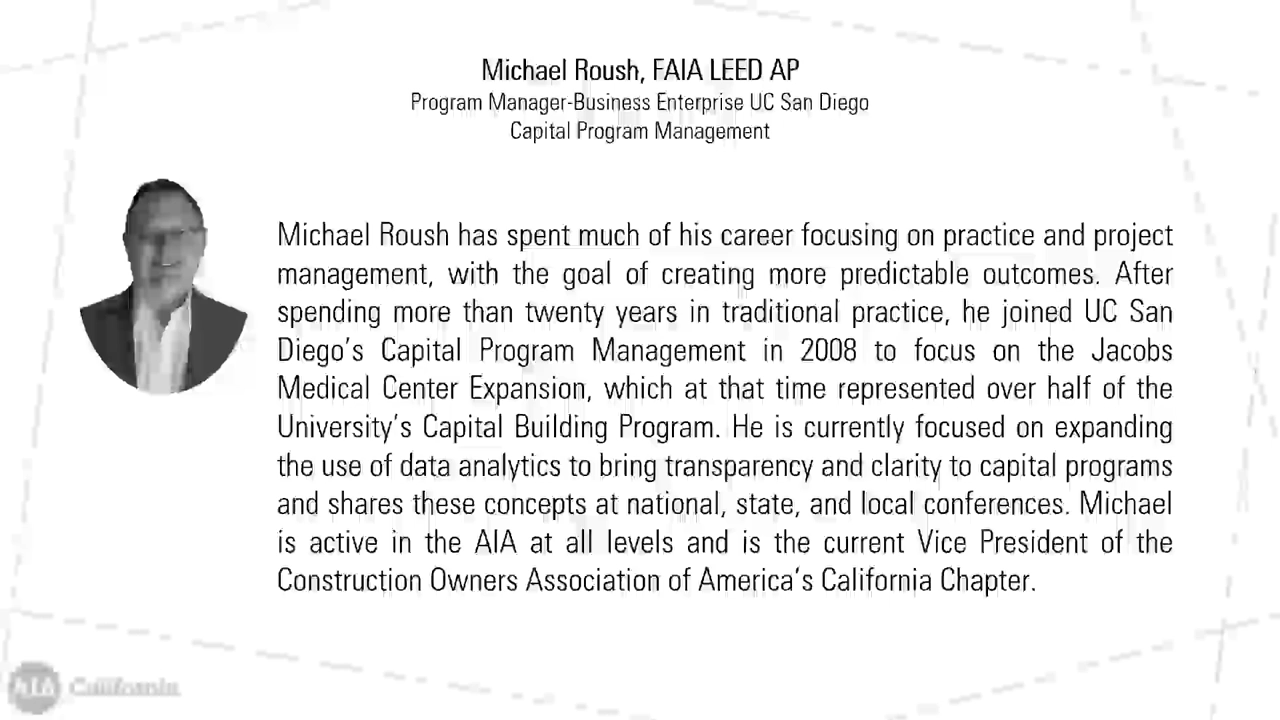 Michael Roush, FAIA LEED AP
Program Manager-Business Enterprise UC San Diego
Capital Program Management
Michael Roush has spent much of his career focusing on practice and project
management, with the goal of creating more predictable outcomes. After
spending more than twenty years in traditional practice, he joined UC San
Diego’s Capital Program Management in 2008 to focus on the Jacobs
Medical Center Expansion, which at that time represented over half of the
University’s Capital Building Program. He is currently focused on expanding
the use of data analytics to bring transparency and clarity to capital programs
and shares these concepts at national, state, and local conferences. Michael
is active in the AIA at all levels and is the current Vice President of the
Construction Owners Association of America’s California Chapter.
AIA California